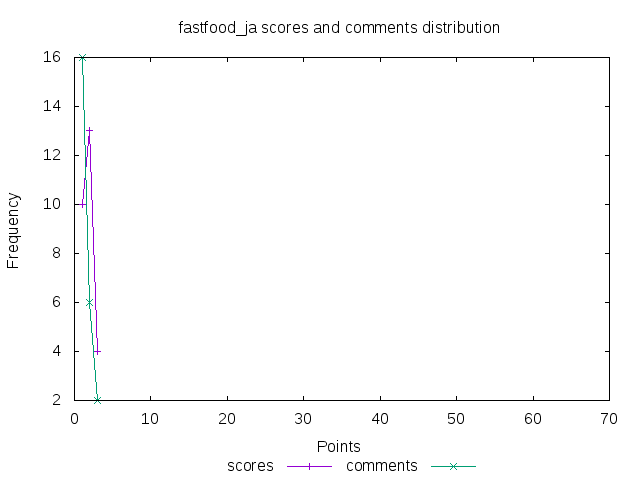 fastfood_ja scores and comments distribution
16
14
12
10
8
6
4
2
Frequency
0 10 20 30 40 50 60 70
Points
scores comments